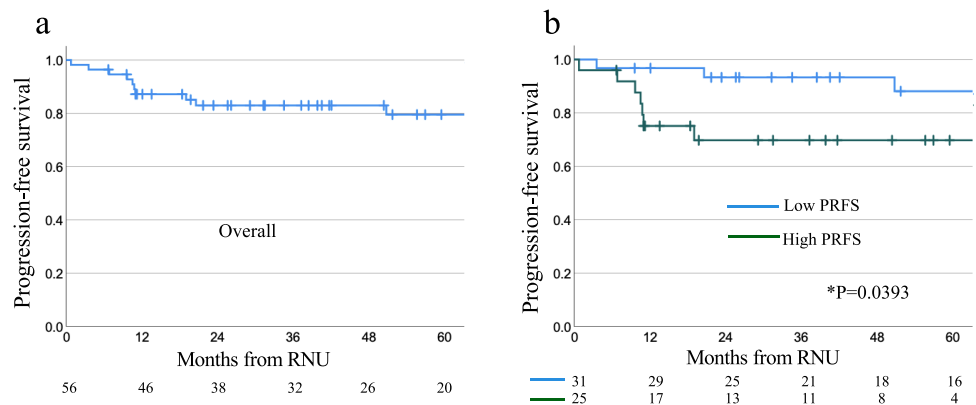 a
Progression-free survival
1.0
0.8
0.6
0.4
0.2
0.0
Overall
0 12 24 36 48 60
Months from RNU
56 46 38 32 26 20
b
Progression-free survival
1.0
0.8
0.6
0.4
0.2
0.0
Low PRFS
High PRFS
*P=0.0393
0 12 24 36 48 60
Months from RNU
31 29 25 21 18 16
25 17 13 11 8 4